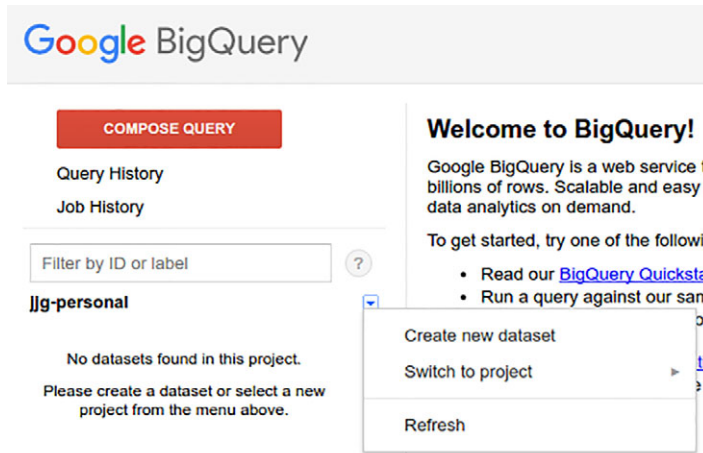 Google BigQuery
COMPOSE QUERY
Query History
Job History
Filter by ID or label
?
jjg-personal
No datasets found in this project.
Please create a dataset or select a new
project from the menu above.
Welcome to BigQuery!
Google BigQuery is a web service
billions of rows. Scalable and easy
data analytics on demand.
To get started, try one of the
Read our BigQuery
Run a query against our
Create new dataset
Switch to project
Refresh